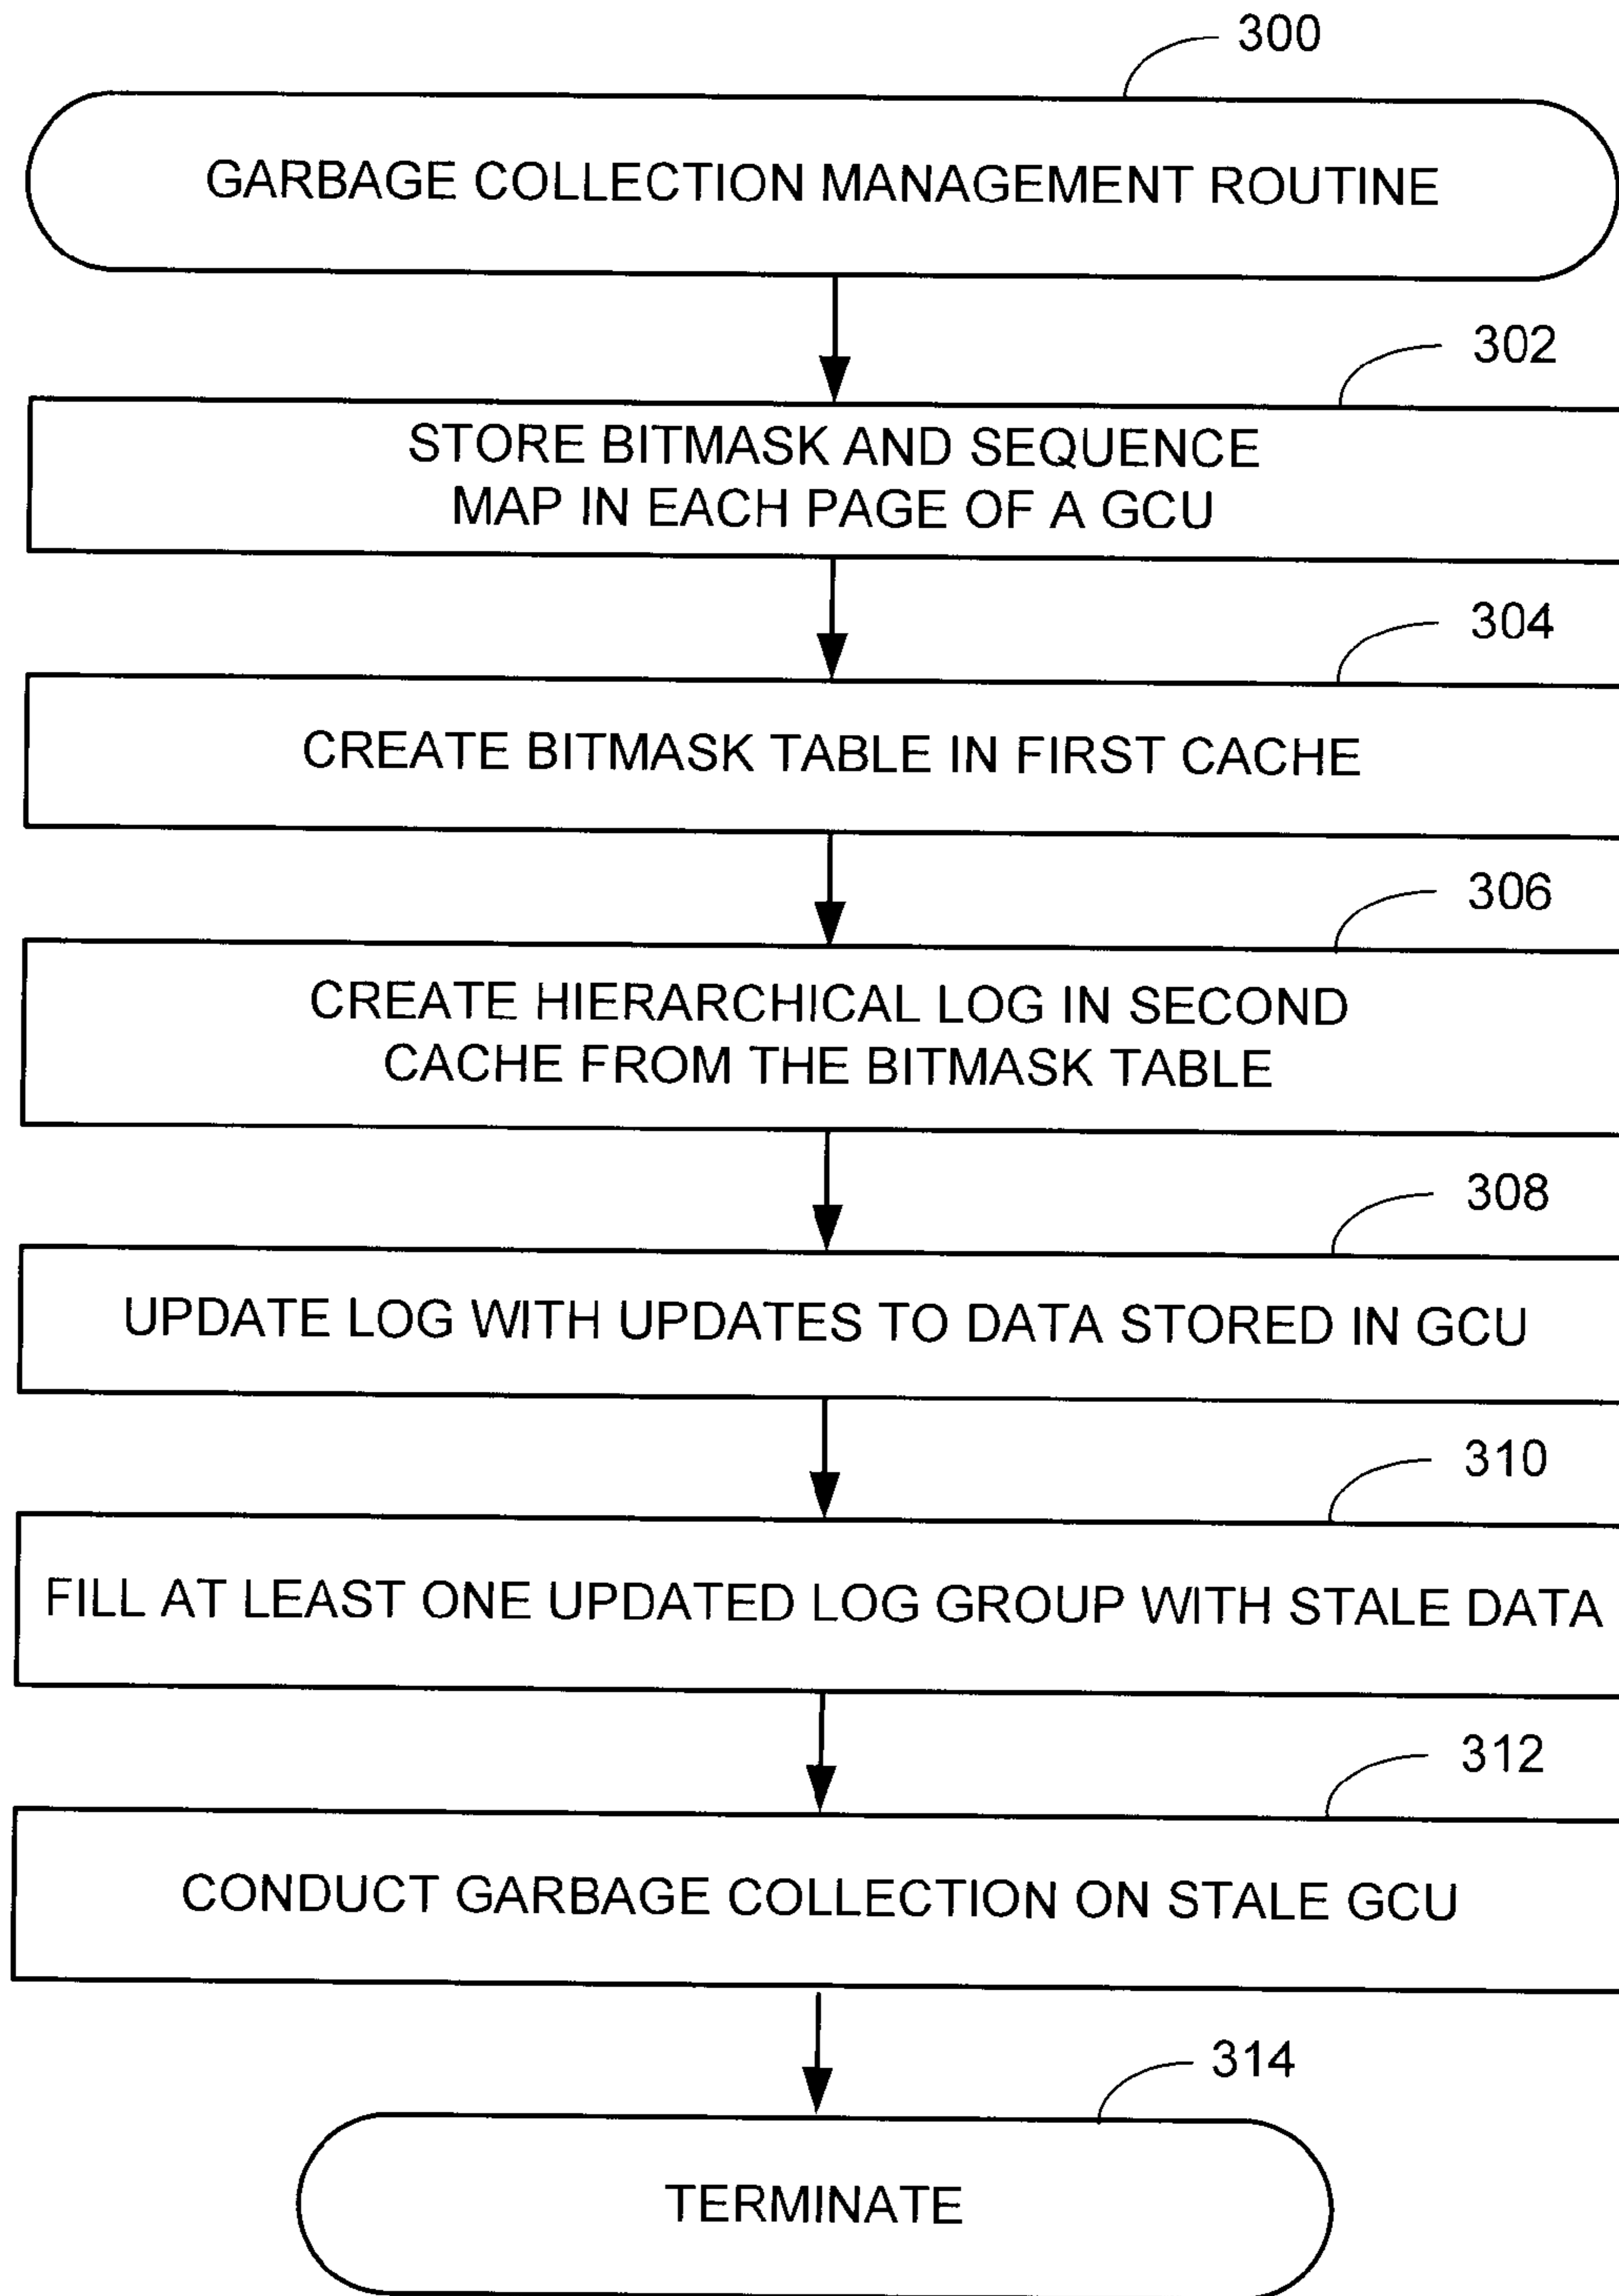 300
GARBAGE COLLECTION MANAGEMENT ROUTINE
302
STORE BITMASK AND SEQUENCE
MAP IN EACH PAGE OF A GCU
304
CREATE BITMASK TABLE IN FIRST CACHE
306
CREATE HIERARCHICAL LOG IN SECOND
CACHE FROM THE BITMASK TABLE
308
UPDATE LOG WITH UPDATES TO DATA STORED IN GCU
310
FILL AT LEAST ONE UPDATED LOG GROUP WITH STALE DATA
312
CONDUCT GARBAGE COLLECTION ON STALE GCU
314
TERMINATE